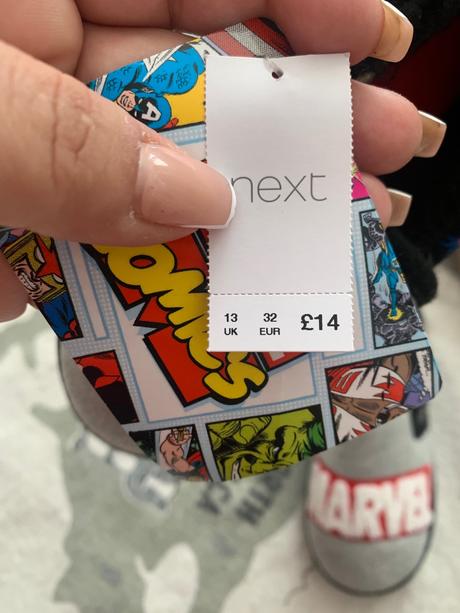 next
13 32 £14
UK EUR
COMICS
A
MARVEL